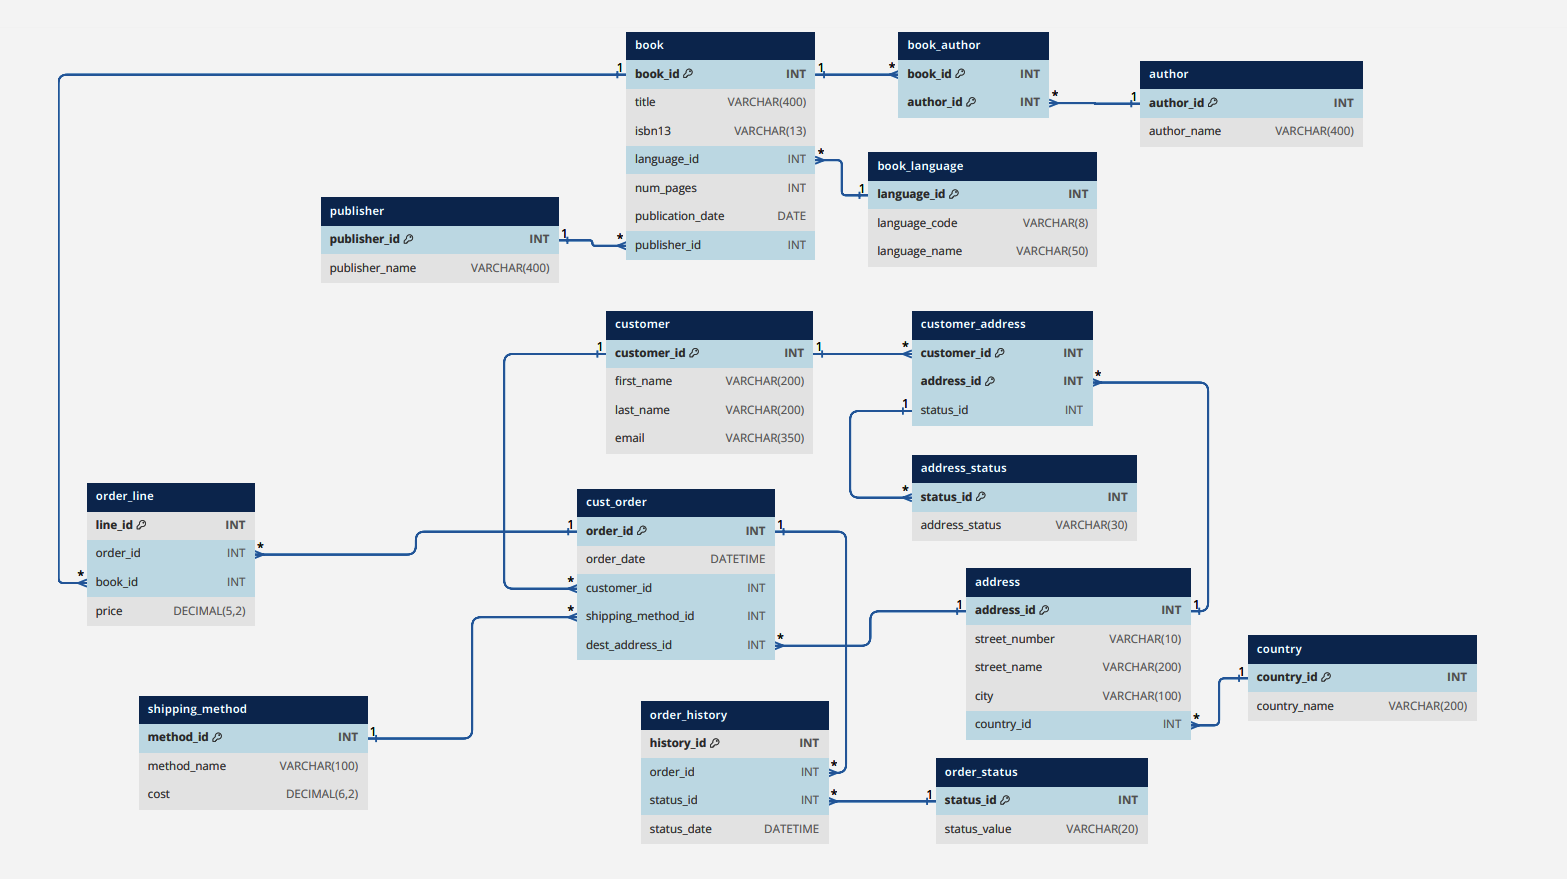 book
book_id INT
title VARCHAR(400)
isbn13 VARCHAR(13)
language_id INT
num_pages INT
publication_date DATE
publisher_id INT
1
1
*
*
book_author
book_id INT
author_id INT
*
*
author
author_id INT
author_name VARCHAR(400)
1
book_language
language_id INT
language_code VARCHAR(8)
language_name VARCHAR(50)
1
publisher
publisher_id INT
publisher_name VARCHAR(400)
1
customer
customer_id INT
first_name VARCHAR(200)
last_name VARCHAR(200)
email VARCHAR(350)
1
1
customer_address
customer_id INT
address_id INT
status_id INT
*
*
1
address_status
status_id INT
address_status VARCHAR(30)
*
order_line
line_id INT
order_id INT
book_id INT
price DECIMAL(5,2)
*
*
cust_order
order_id INT
order_date DATETIME
customer_id INT
shipping_method_id INT
dest_address_id INT
1
1
*
*
*
address
address_id INT
street_number VARCHAR(10)
street_name VARCHAR(200)
city VARCHAR(100)
country_id INT
1
1
*
country
country_id INT
country_name VARCHAR(200)
1
shipping_method
method_id INT
method_name VARCHAR(100)
cost DECIMAL(6,2)
1
order_history
history_id INT
order_id INT
status_id INT
status_date DATETIME
*
*
order_status
status_id INT
status_value VARCHAR(20)
1